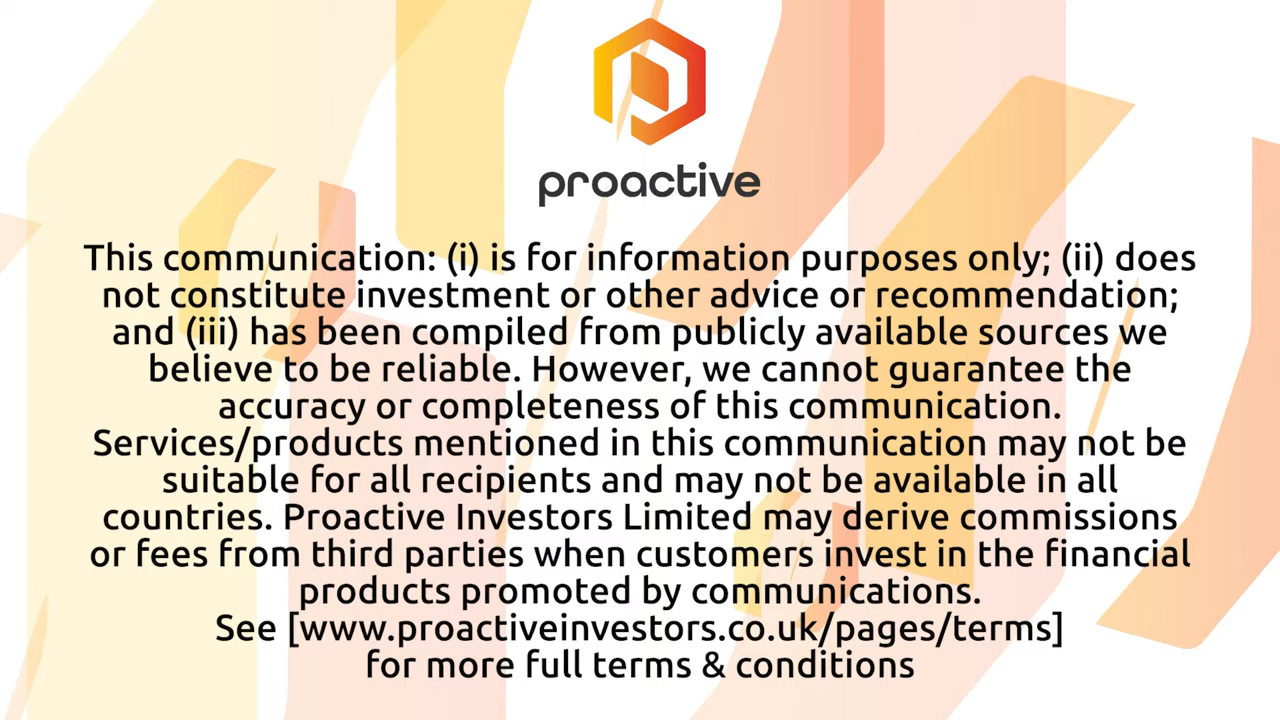 proactive
This communication: (i) is for information purposes only; (ii) does
not constitute investment or other advice or recommendation;
and (iii) has been compiled from publicly available sources we
believe to be reliable. However, we cannot guarantee the
accuracy or completeness of this communication.
Services/products mentioned in this communication may not be
suitable for all recipients and may not be available in all
countries. Proactive Investors Limited may derive commissions
or fees from third parties when customers invest in the financial
products promoted by communications.
See [www.proactiveinvestors.co.uk/pages/terms]
for more full terms & conditions